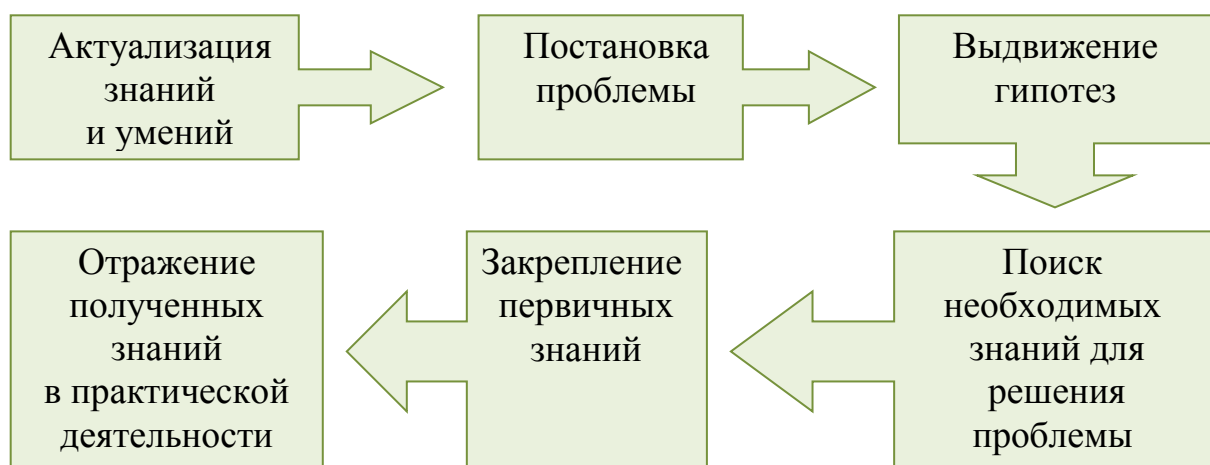 Актуализация
знаний
и умений
Постановка
проблемы
Выдвижение
гипотез
Поиск
необходимых
знаний для
решения
проблемы
Закрепление
первичных
знаний
Отражение
полученных
знаний
в практической
деятельности